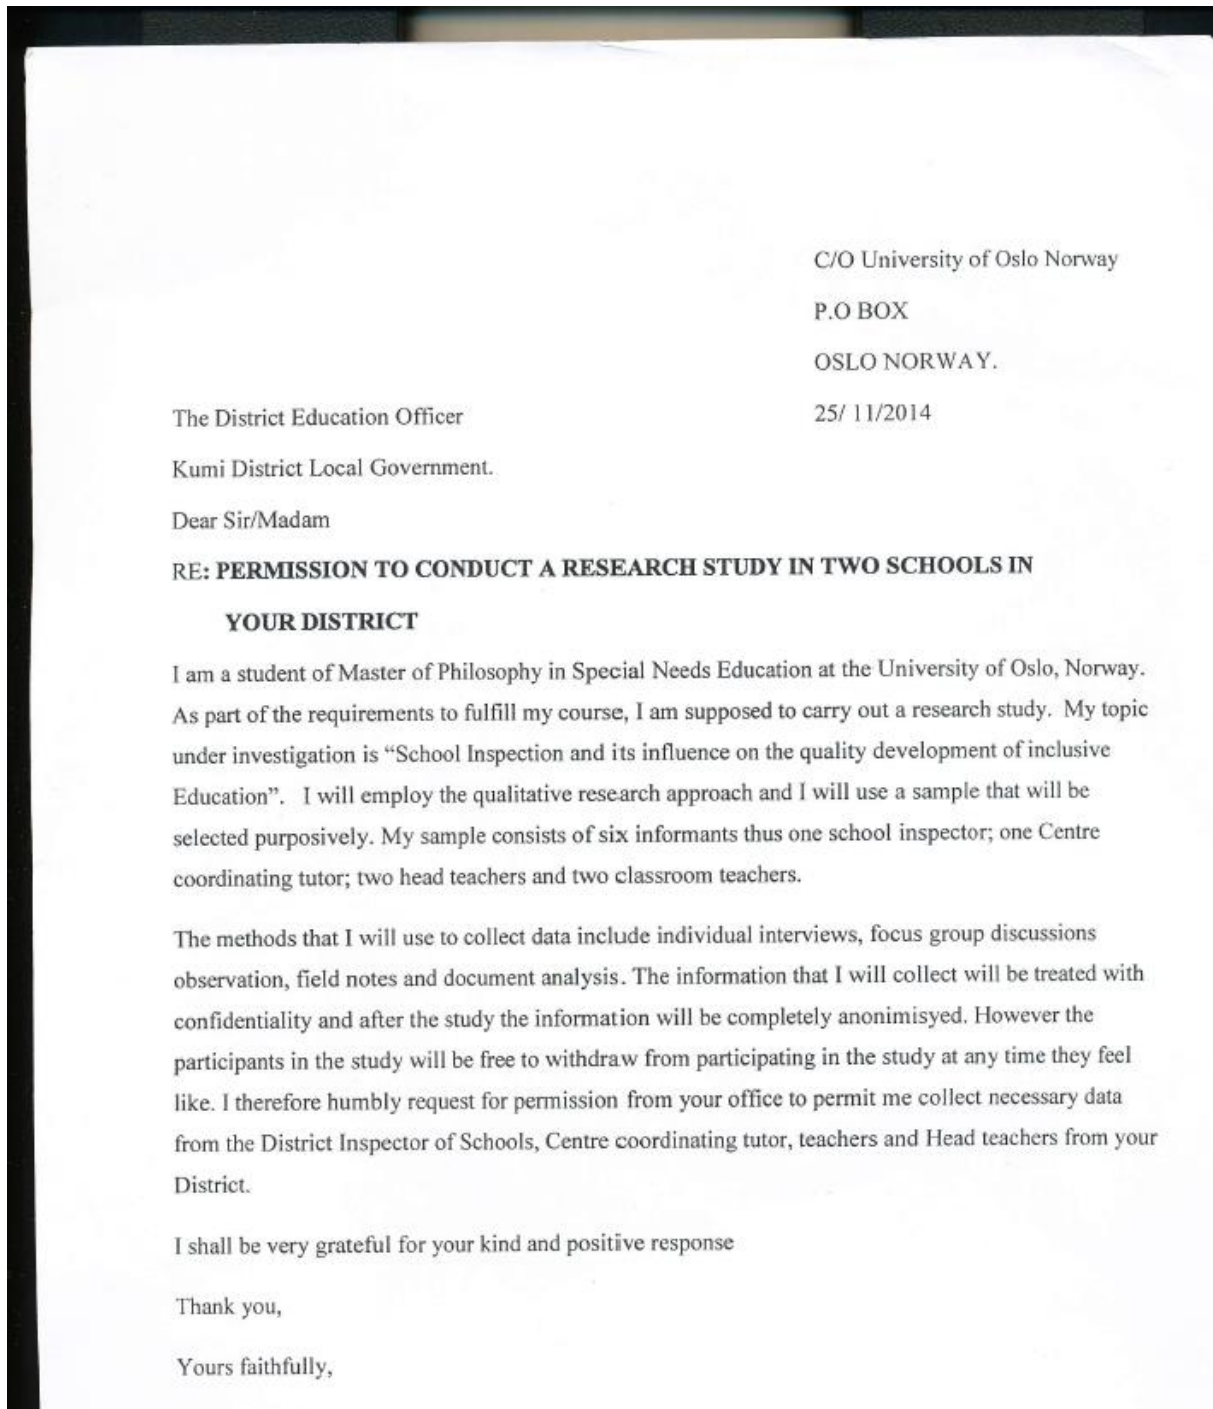 C/O University of Oslo Norway
P.O BOX
OSLO NORWAY.
The District Education Officer
25/ 11/2014
Kumi District Local Government.
Dear Sir/Madam
RE: PERMISSION TO CONDUCT A RESEARCH STUDY IN TWO SCHOOLS IN
YOUR DISTRICT
I am a student of Master of Philosophy in Special Needs Education at the University of Oslo, Norway.
As part of the requirements to fulfill my course, I am supposed to carry out a research study. My topic
under investigation is “School Inspection and its influence on the quality development of inclusive
Education”. I will employ the qualitative research approach and I will use a sample that will be
selected purposively. My sample consists of six informants thus one school inspector; one Centre
coordinating tutor; two head teachers and two classroom teachers.
The methods that I will use to collect data include individual interviews, focus group discussions
observation, field notes and document analysis. The information that I will collect will be treated with
confidentiality and after the study the information will be completely anonimisyed. However the
participants in the study will be free to withdraw from participating in the study at any time they feel
like. I therefore humbly request for permission from your office to permit me collect necessary data
from the District Inspector of Schools, Centre coordinating tutor, teachers and Head teachers from your
District.
I shall be very grateful for your kind and positive response
Thank you,
Yours faithfully,